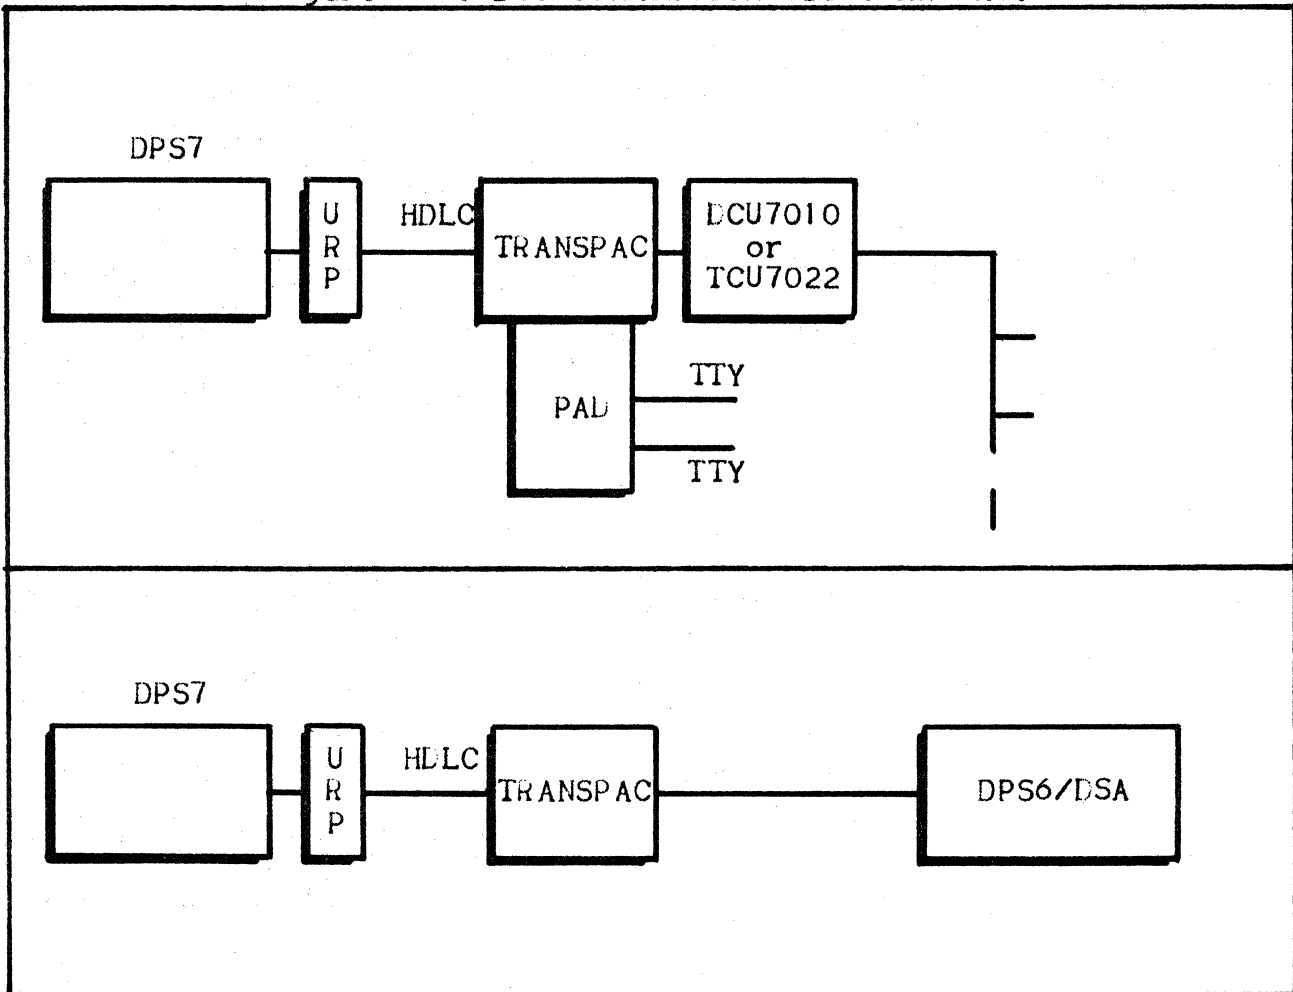 DPS7
U
R
P
HDLC
TRANSPAC
DCU7010
or
TCU7022
PAD
TTY
TTY
DPS7
U
R
P
HDLC
TRANSPAC
DPS6/DSA